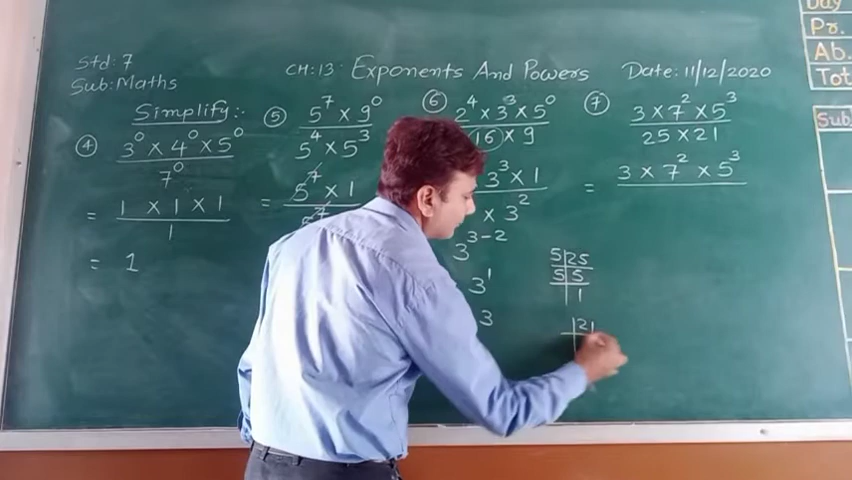 Std: 7
Sub: Maths
CH: 13: Exponents And Powers
Date: 11/12/2020
Simplify:-
④ 3⁰ × 4⁰ × 5⁰ / 7⁰
= 1 × 1 × 1 / 1
= 1
⑤ 5⁷ × 9⁰ / 5⁴ × 5³
= 5⁷ × 1 / 5⁷
⑥ 2⁴ × 3³ × 5⁰ / 16 × 9
3³ × 1 / × 3²
3³⁻²
3¹
3
⑦ 3 × 7² × 5³ / 25 × 21
= 3 × 7² × 5³
5 | 25
5 | 5
| 1
| 21
Day
Pr.
Ab.
Tot
Sub